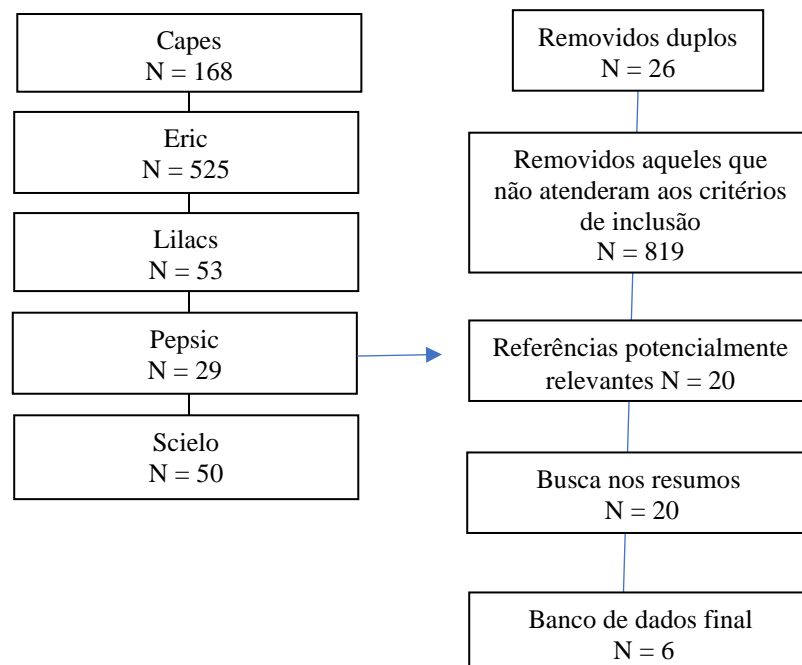 Capes
N = 168
Eric
N = 525
Lilacs
N = 53
Pepsic
N = 29
Scielo
N = 50
Removidos duplos
N = 26
Removidos aqueles que
não atenderam aos critérios
de inclusão
N = 819
Referências potencialmente
relevantes N = 20
Busca nos resumos
N = 20
Banco de dados final
N = 6